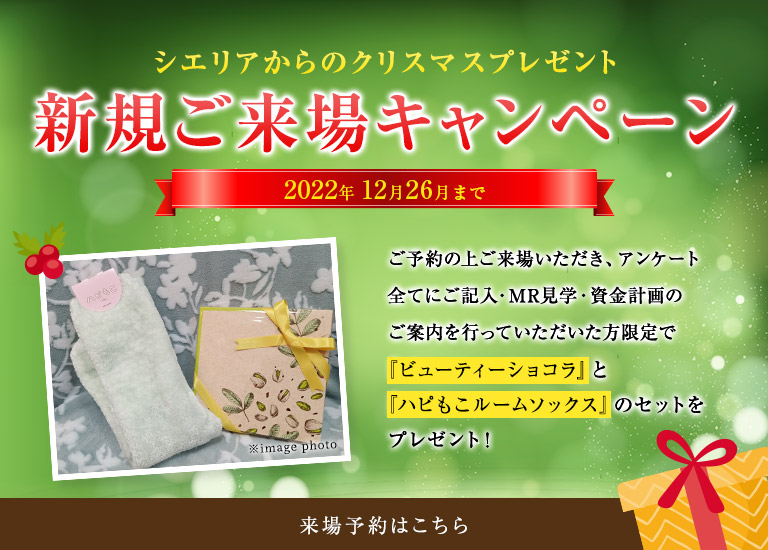 シエリアからのクリスマスプレゼント
新規ご来場キャンペーン
2022年 12月26月まで
ご予約の上ご来場いただき、アンケート
全てにご記入・MR見学・資金計画の
ご案内を行っていただいた方限定で
『ビューティーショコラ』と
『ハピもこルームソックス』のセットを
プレゼント！
※image photo
来場予約はこちら